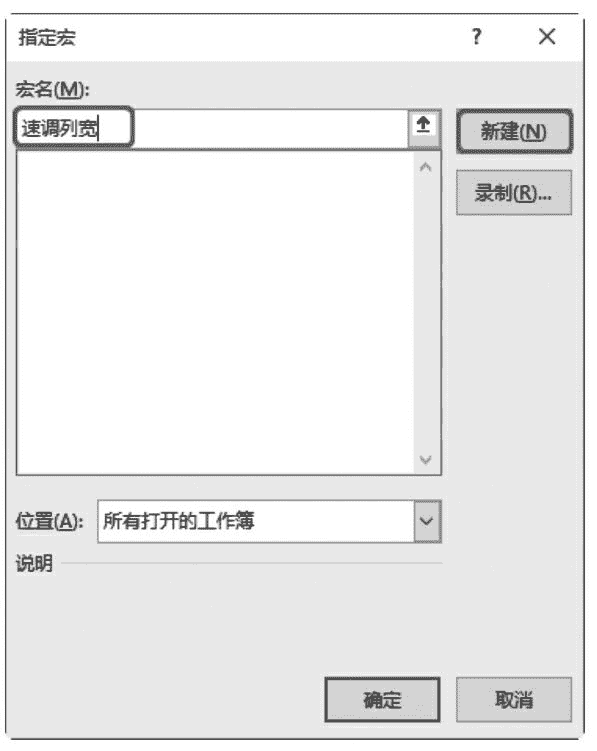 指定宏 ?
宏名(M):
速调列宽
新建(N)
录制(R)...
位置(A): 所有打开的工作簿
说明
确定 取消